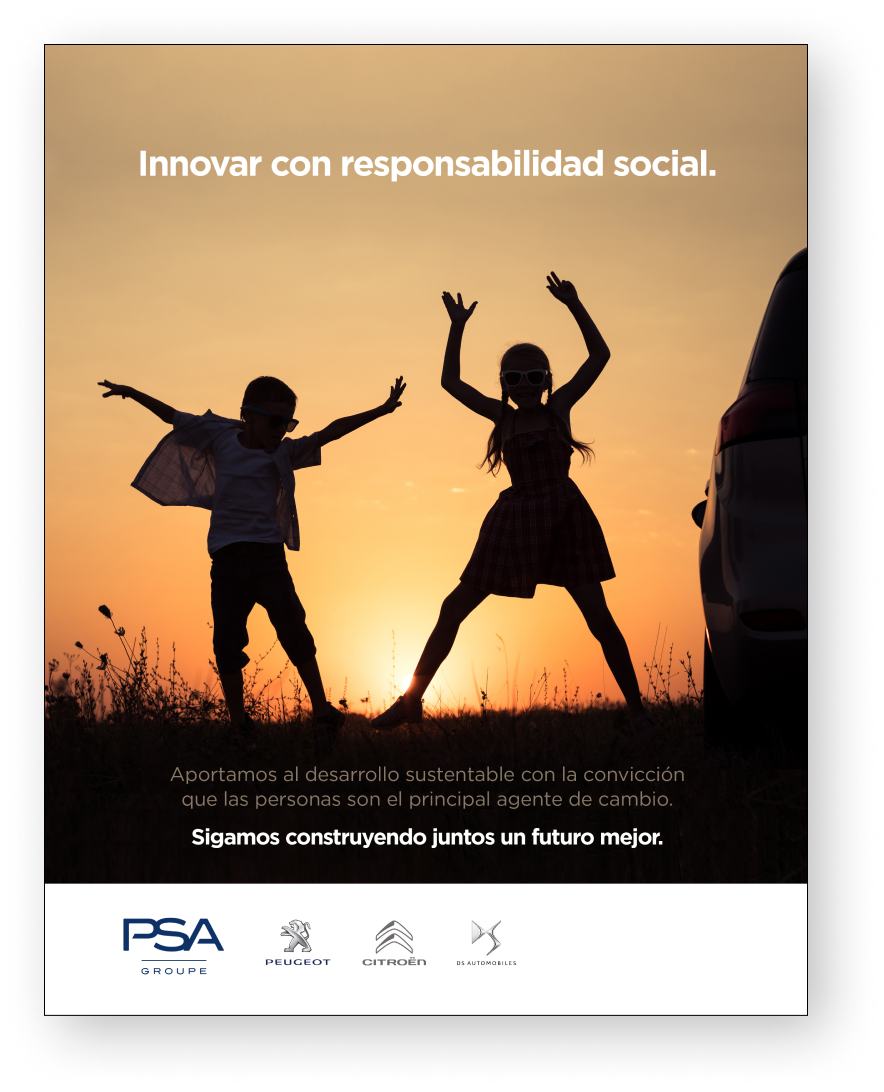 Innovar con responsabilidad social.
Aportamos al desarrollo sustentable con la convicción
que las personas son el principal agente de cambio.
Sigamos construyendo juntos un futuro mejor.
PSA
GROUPE
PEUGEOT
CITROËN
DS AUTOMOBILES